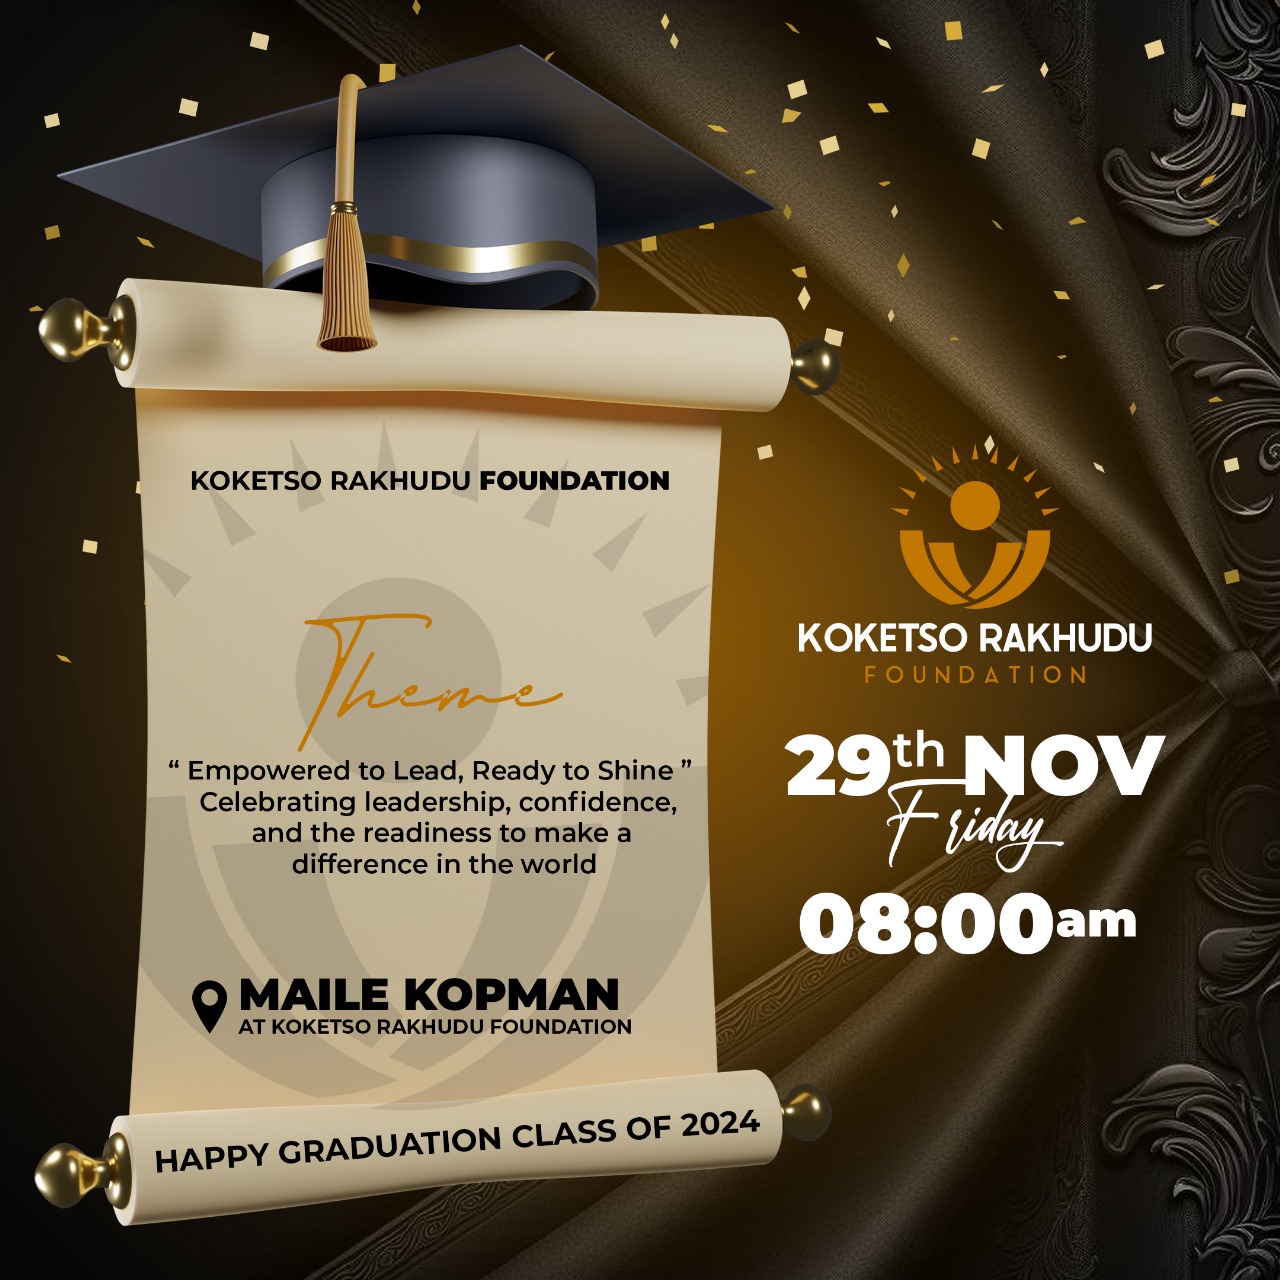 KOKETSO RAKHUDU FOUNDATION
Theme
“ Empowered to Lead, Ready to Shine ”
Celebrating leadership, confidence,
and the readiness to make a
difference in the world
MAILE KOPMAN
AT KOKETSO RAKHUDU FOUNDATION
HAPPY GRADUATION CLASS OF 2024
KOKETSO RAKHUDU
FOUNDATION
29th NOV
Friday
08:00am